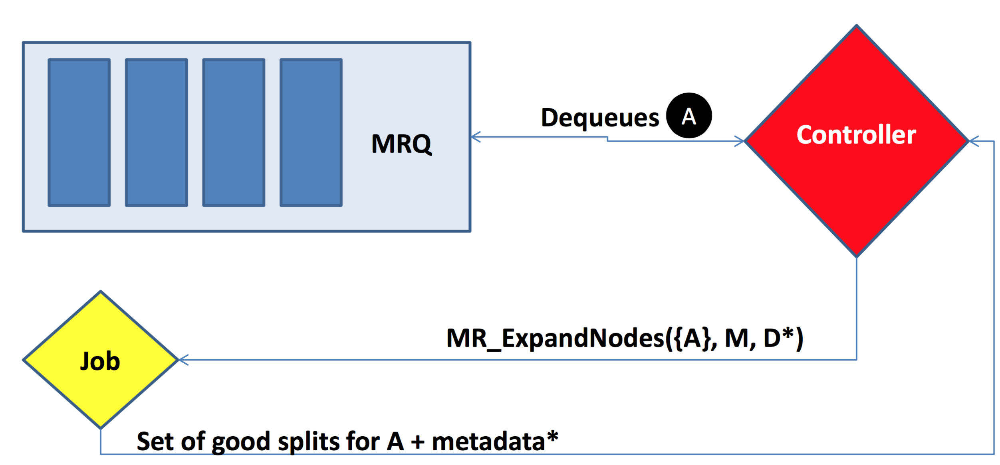 Dequeues A
Controller
MRQ
MR_ExpandNodes({A}, M, D*)
Job
Set of good splits for A + metadata*